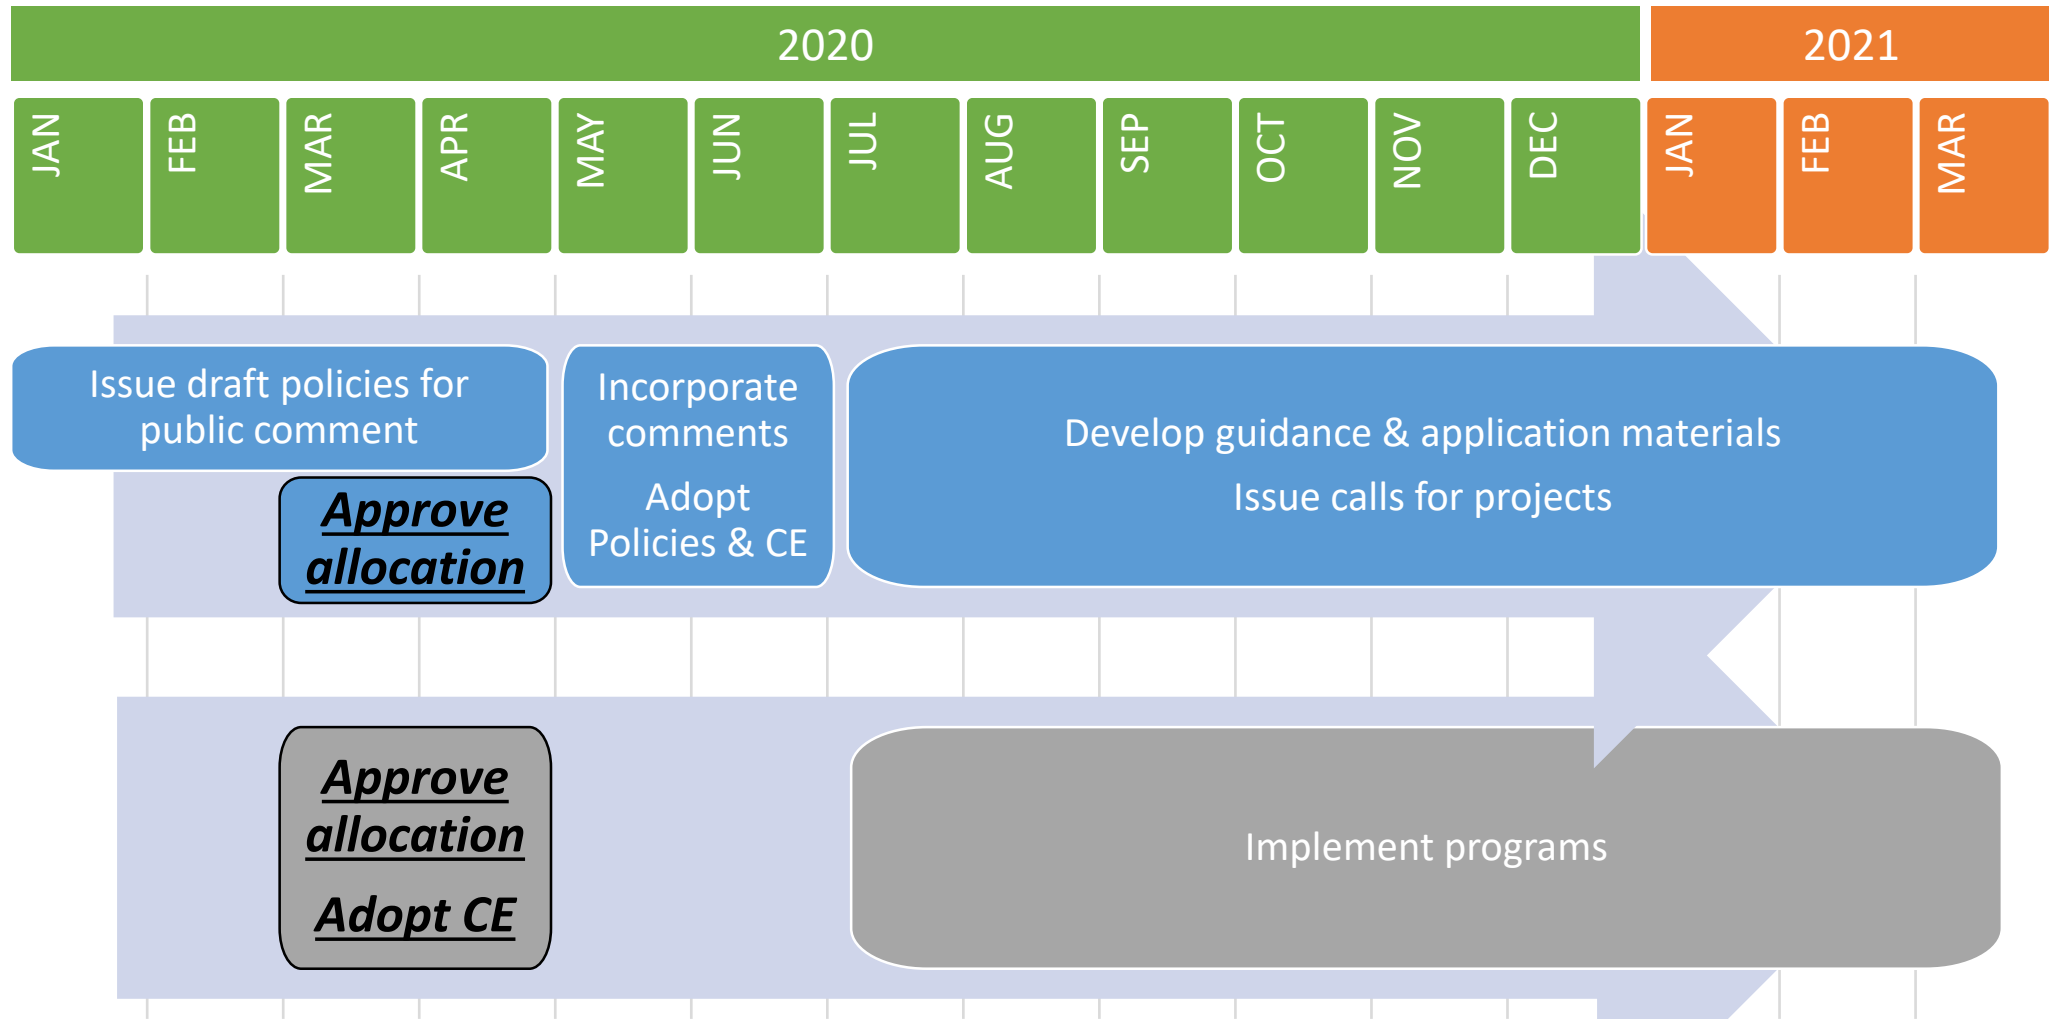 2020
2021
JAN
FEB
MAR
APR
MAY
JUN
JUL
AUG
SEP
OCT
NOV
DEC
JAN
FEB
MAR
Issue draft policies for
public comment
Approve
allocation
Incorporate
comments
Adopt
Policies & CE
Develop guidance & application materials
Issue calls for projects
Approve
allocation
Adopt CE
Implement programs